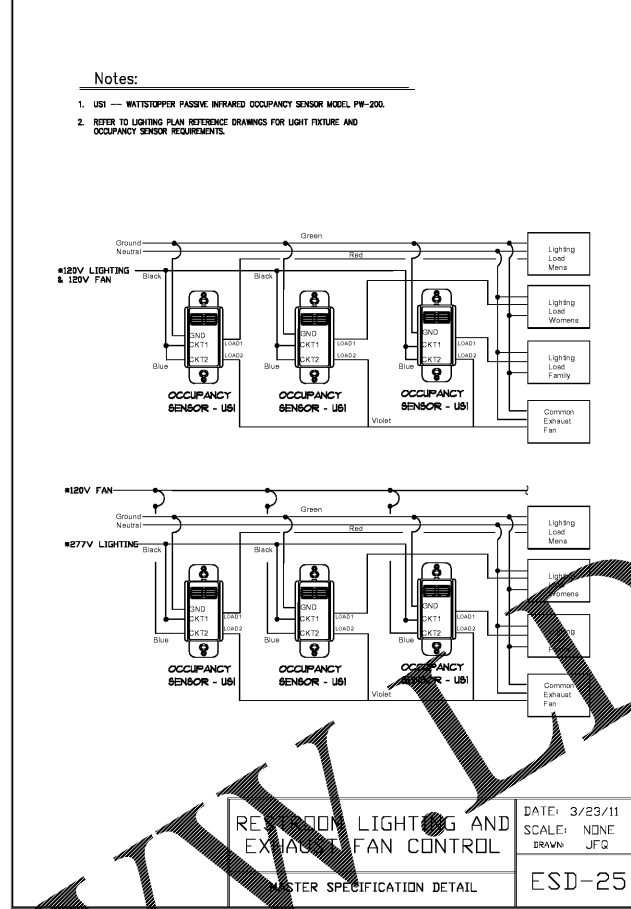 Notes:
1. US1 –– WATTSTOPPER PASSIVE INFRARED OCCUPANCY SENSOR MODEL PW-200.
2. REFER TO LIGHTING PLAN REFERENCE DRAWINGS FOR LIGHT FIXTURE AND
OCCUPANCY SENSOR REQUIREMENTS.
Green
Ground
Neutral
Red
Lighting
Load
Mens
*120V LIGHTING
& 120V FAN
Black
Black
Lighting
Load
Womens
GND
CKT1
CKT2
LOAD1
LOAD2
Blue
GND
CKT1
CKT2
LOAD1
LOAD2
Blue
GND
CKT1
CKT2
LOAD1
LOAD2
Blue
Lighting
Load
Family
OCCUPANCY
SENSOR - US1
OCCUPANCY
SENSOR - US1
OCCUPANCY
SENSOR - US1
Violet
Common
Exhaust
Fan
*120V FAN
Green
Ground
Neutral
Red
Lighting
Load
Mens
*277V LIGHTING
Black
Black
Lighting
Load
Womens
GND
CKT1
CKT2
LOAD1
LOAD2
Blue
GND
CKT1
CKT2
LOAD1
LOAD2
Blue
GND
CKT1
CKT2
LOAD1
LOAD2
Blue
Lighting
Family
OCCUPANCY
SENSOR - US1
OCCUPANCY
SENSOR - US1
OCCUPANCY
SENSOR - US1
Violet
Common
Exhaust
Fan
RESTROOM LIGHTING AND
EXHAUST FAN CONTROL
MASTER SPECIFICATION DETAIL
DATE: 3/23/11
SCALE: NONE
DRAWN: JFQ
ESD-25